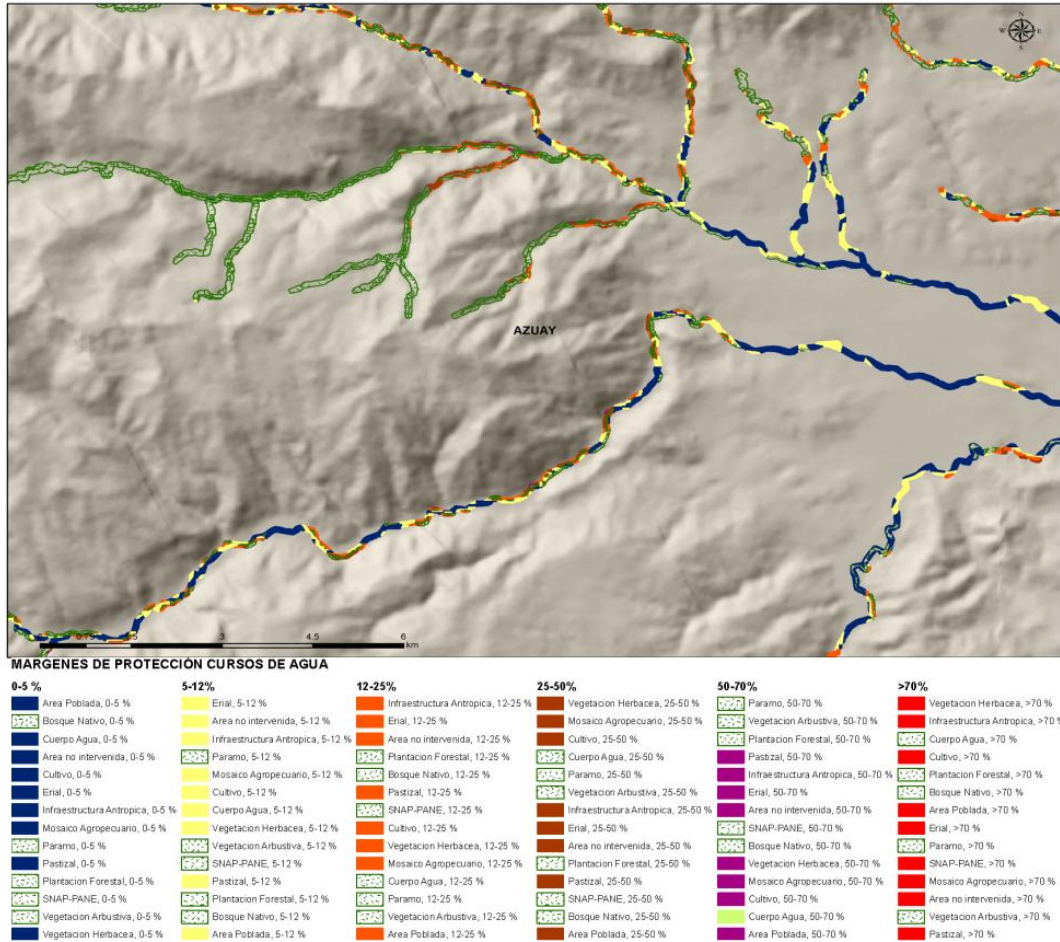 N
W E
S
AZUAY
3 4.5 6
km
MARGENES DE PROTECCIÓN CURSOS DE AGUA
0-5 %
Area Poblada, 0-5 %
Bosque Nativo, 0-5 %
Cuerpo Agua, 0-5 %
Area no intervenida, 0-5 %
Cultivo, 0-5 %
Erial, 0-5 %
Infraestructura Antropica, 0-5 %
Mosaico Agropecuario, 0-5 %
Paramo, 0-5 %
Pastizal, 0-5 %
Plantacion Forestal, 0-5 %
SNAP-PANE, 0-5 %
Vegetacion Arbustiva, 0-5 %
Vegetacion Herbacea, 0-5 %
5-12%
Erial, 5-12 %
Area no intervenida, 5-12 %
Infraestructura Antropica, 5-12 %
Paramo, 5-12 %
Mosaico Agropecuario, 5-12 %
Cultivo, 5-12 %
Cuerpo Agua, 5-12 %
Vegetacion Herbacea, 5-12 %
Vegetacion Arbustiva, 5-12 %
SNAP-PANE, 5-12 %
Pastizal, 5-12 %
Plantacion Forestal, 5-12 %
Bosque Nativo, 5-12 %
Area Poblada, 5-12 %
12-25%
Infraestructura Antropica, 12-25 %
Erial, 12-25 %
Area no intervenida, 12-25 %
Plantacion Forestal, 12-25 %
Bosque Nativo, 12-25 %
Pastizal, 12-25 %
SNAP-PANE, 12-25 %
Cultivo, 12-25 %
Vegetacion Herbacea, 12-25 %
Mosaico Agropecuario, 12-25 %
Cuerpo Agua, 12-25 %
Paramo, 12-25 %
Vegetacion Arbustiva, 12-25 %
Area Poblada, 12-25 %
25-50%
Vegetacion Herbacea, 25-50 %
Mosaico Agropecuario, 25-50 %
Cultivo, 25-50 %
Cuerpo Agua, 25-50 %
Paramo, 25-50 %
Vegetacion Arbustiva, 25-50 %
Infraestructura Antropica, 25-50 %
Erial, 25-50 %
Area no intervenida, 25-50 %
Plantacion Forestal, 25-50 %
Pastizal, 25-50 %
SNAP-PANE, 25-50 %
Bosque Nativo, 25-50 %
Area Poblada, 25-50 %
50-70%
Paramo, 50-70 %
Vegetacion Arbustiva, 50-70 %
Plantacion Forestal, 50-70 %
Pastizal, 50-70 %
Infraestructura Antropica, 50-70 %
Erial, 50-70 %
Area no intervenida, 50-70 %
SNAP-PANE, 50-70 %
Bosque Nativo, 50-70 %
Vegetacion Herbacea, 50-70 %
Mosaico Agropecuario, 50-70 %
Cultivo, 50-70 %
Cuerpo Agua, 50-70 %
Area Poblada, 50-70 %
>70%
Vegetacion Herbacea, >70 %
Infraestructura Antropica, >70 %
Cuerpo Agua, >70 %
Cultivo, >70 %
Plantacion Forestal, >70 %
Bosque Nativo, >70 %
Area Poblada, >70 %
Erial, >70 %
Paramo, >70 %
SNAP-PANE, >70 %
Mosaico Agropecuario, >70 %
Area no intervenida, >70 %
Vegetacion Arbustiva, >70 %
Pastizal, >70 %